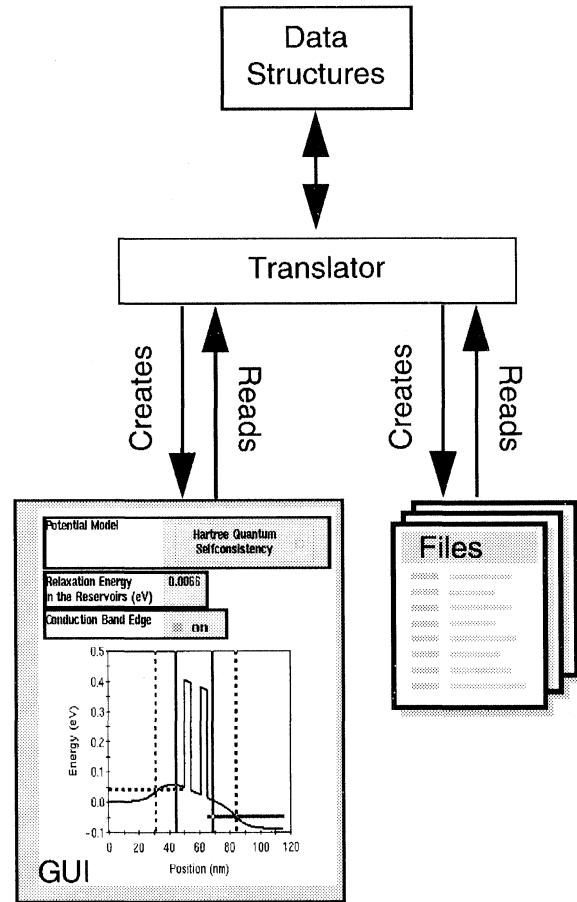 Data
Structures
Translator
Creates
Reads
Creates
Reads
Potential Model
Hartree Quantum
Selfconsistency
Relaxation Energy 0.0066
in the Reservoirs (eV)
Conduction Band Edge on
Files
0.5
0.4
0.3
0.2
0.1
0.0
-0.1
Energy (eV)
0 20 40 60 80 100 120
Position (nm)
GUI